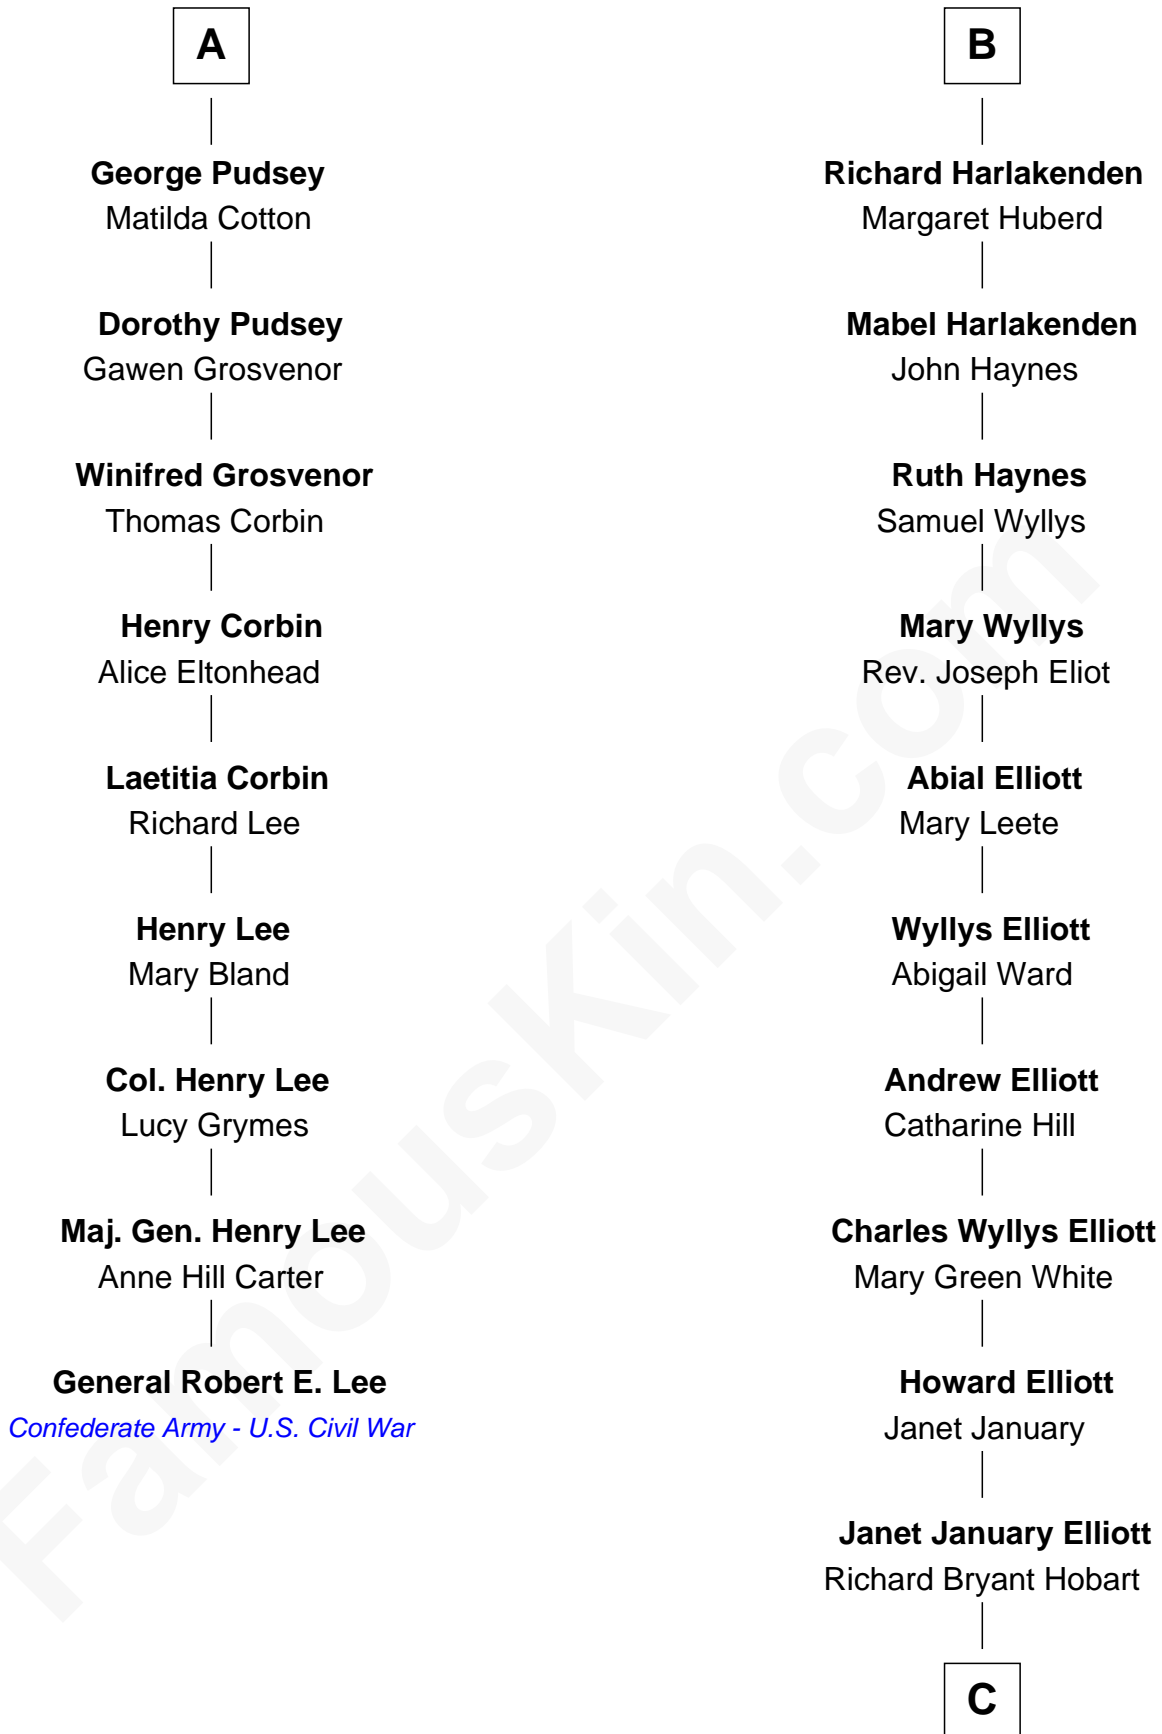 A
George Pudsey
Matilda Cotton
Dorothy Pudsey
Gawen Grosvenor
Winifred Grosvenor
Thomas Corbin
Henry Corbin
Alice Eltonhead
Laetitia Corbin
Richard Lee
Henry Lee
Mary Bland
Col. Henry Lee
Lucy Grymes
Maj. Gen. Henry Lee
Anne Hill Carter
General Robert E. Lee
Confederate Army - U.S. Civil War
B
Richard Harlakenden
Margaret Huberd
Mabel Harlakenden
John Haynes
Ruth Haynes
Samuel Wyllys
Mary Wyllys
Rev. Joseph Eliot
Abial Elliott
Mary Leete
Wyllys Elliott
Abigail Ward
Andrew Elliott
Catharine Hill
Charles Wyllys Elliott
Mary Green White
Howard Elliott
Janet January
Janet January Elliott
Richard Bryant Hobart
C
FamousKin.com